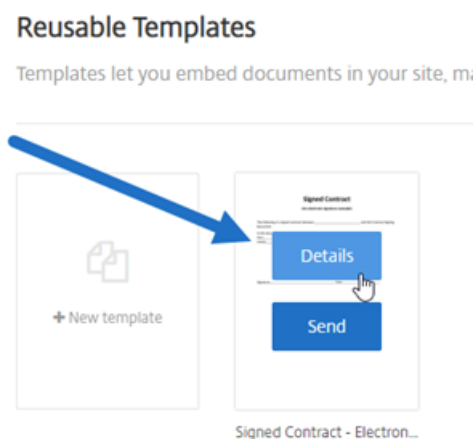 Reusable Templates
Templates let you embed documents in your site, ma
Signed Contract
Details
+ New template
Send
Signed Contract - Electron...